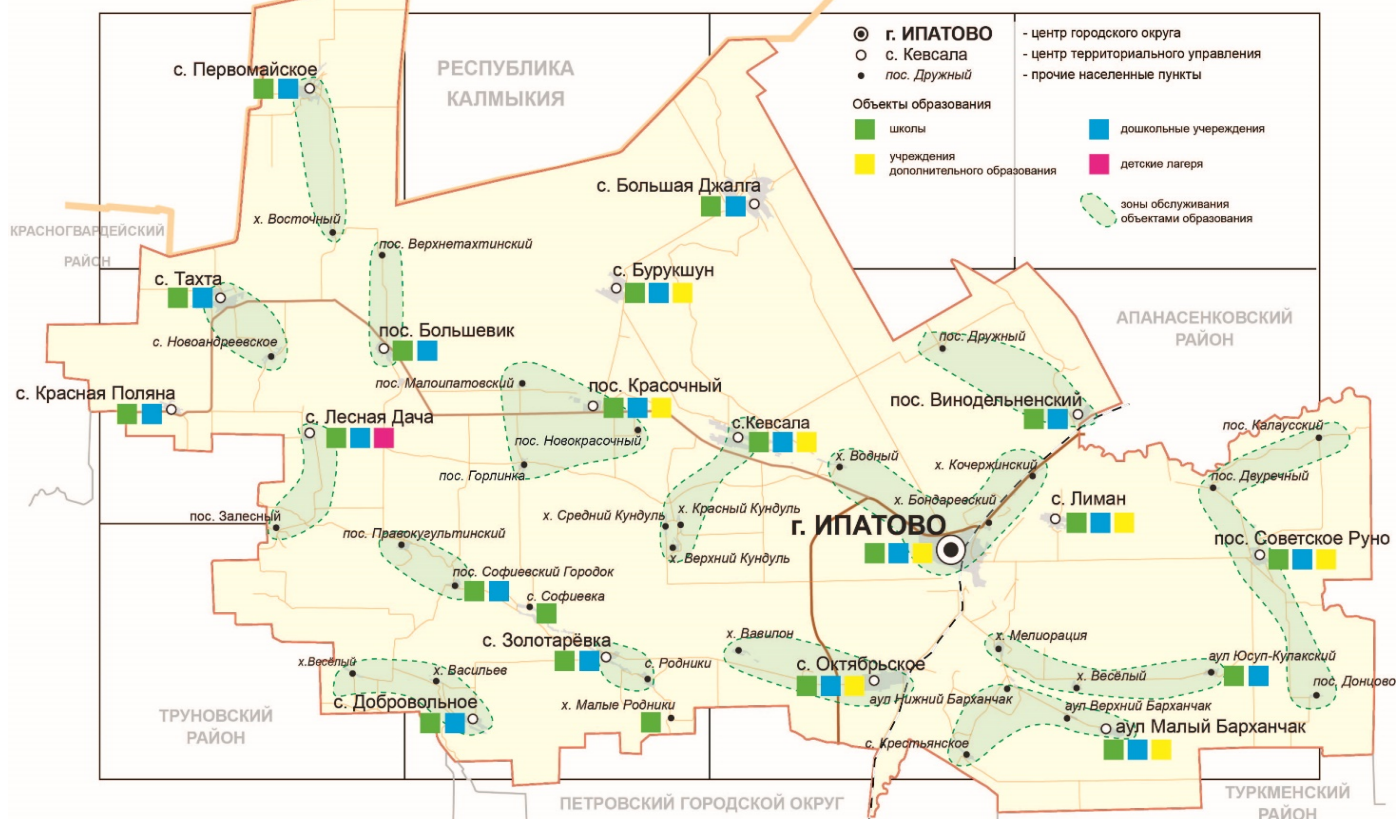 г. ИПАТОВО - центр городского округа
с. Кевсала - центр территориального управления
пос. Дружный - прочие населенные пункты
Объекты образования
школы
дошкольные учереждения
учреждения
дополнительного образования
детские лагеря
зоны обслуживания
объектами образования
с. Первомайское
РЕСПУБЛИКА
КАЛМЫКИЯ
с. Большая Джалга
х. Восточный
КРАСНОГВАРДЕЙСКИЙ
РАЙОН
пос. Верхнетахтинский
с. Тахта
с. Бурукшун
АПАНАСЕНКОВСКИЙ
РАЙОН
с. Новоандреевское
пос. Большевик
пос. Дружный
пос. Малоипатовский
пос. Красочный
с. Красная Поляна
пос. Винодельненский
с. Лесная Дача
с.Кевсала
пос. Калаусский
пос. Новокрасочный
х. Водный
х. Кочержинский
пос. Горлинка
пос. Двуречный
х. Бондаревский
с. Лиман
пос. Залесный
х. Средний Кундуль
х. Красный Кундуль
г. ИПАТОВО
пос. Правокугультинский
х. Верхний Кундуль
пос. Советское Руно
пос. Софиевский Городок
с. Софиевка
х. Вавилон
х. Мелиорация
с. Золотарёвка
аул Юсуп-Кулакский
х.Весёлый
х. Васильев
с. Родники
с. Октябрьское
х. Весёлый
пос. Донцово
с. Добровольное
х. Малые Родники
аул Нижний Барханчак
аул Верхний Барханчак
аул Малый Барханчак
ТРУНОВСКИЙ
РАЙОН
с. Крестьянское
ПЕТРОВСКИЙ ГОРОДСКОЙ ОКРУГ
ТУРКМЕНСКИЙ
РАЙОН